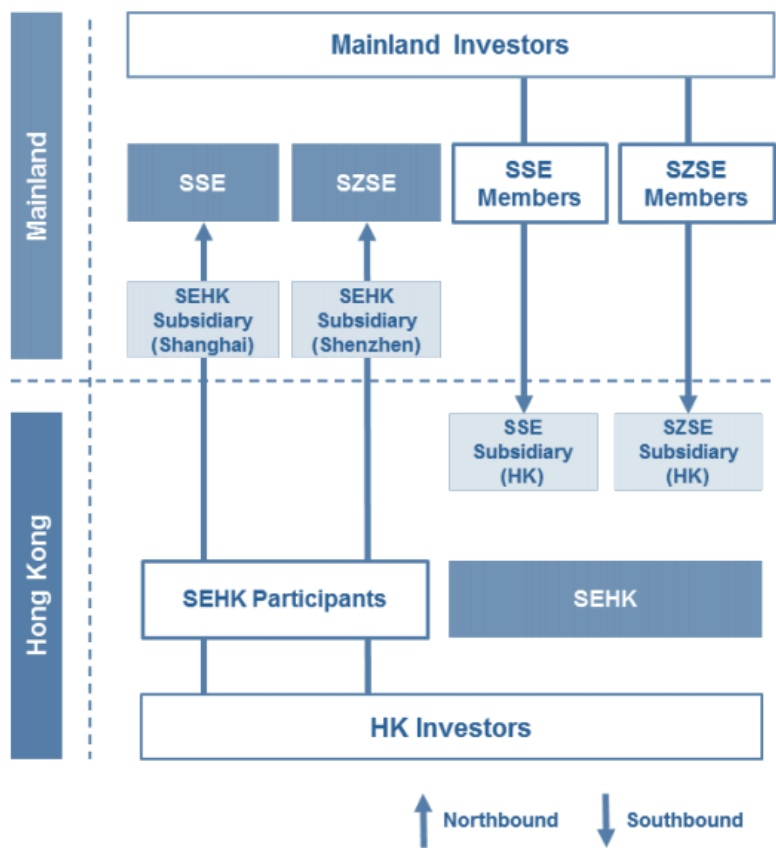 Mainland Investors
Mainland
SSE
SZSE
SSE
Members
SZSE
Members
SEHK
Subsidiary
(Shanghai)
SEHK
Subsidiary
(Shenzhen)
SSE
Subsidiary
(HK)
SZSE
Subsidiary
(HK)
Hong Kong
SEHK Participants
SEHK
HK Investors
Northbound
Southbound